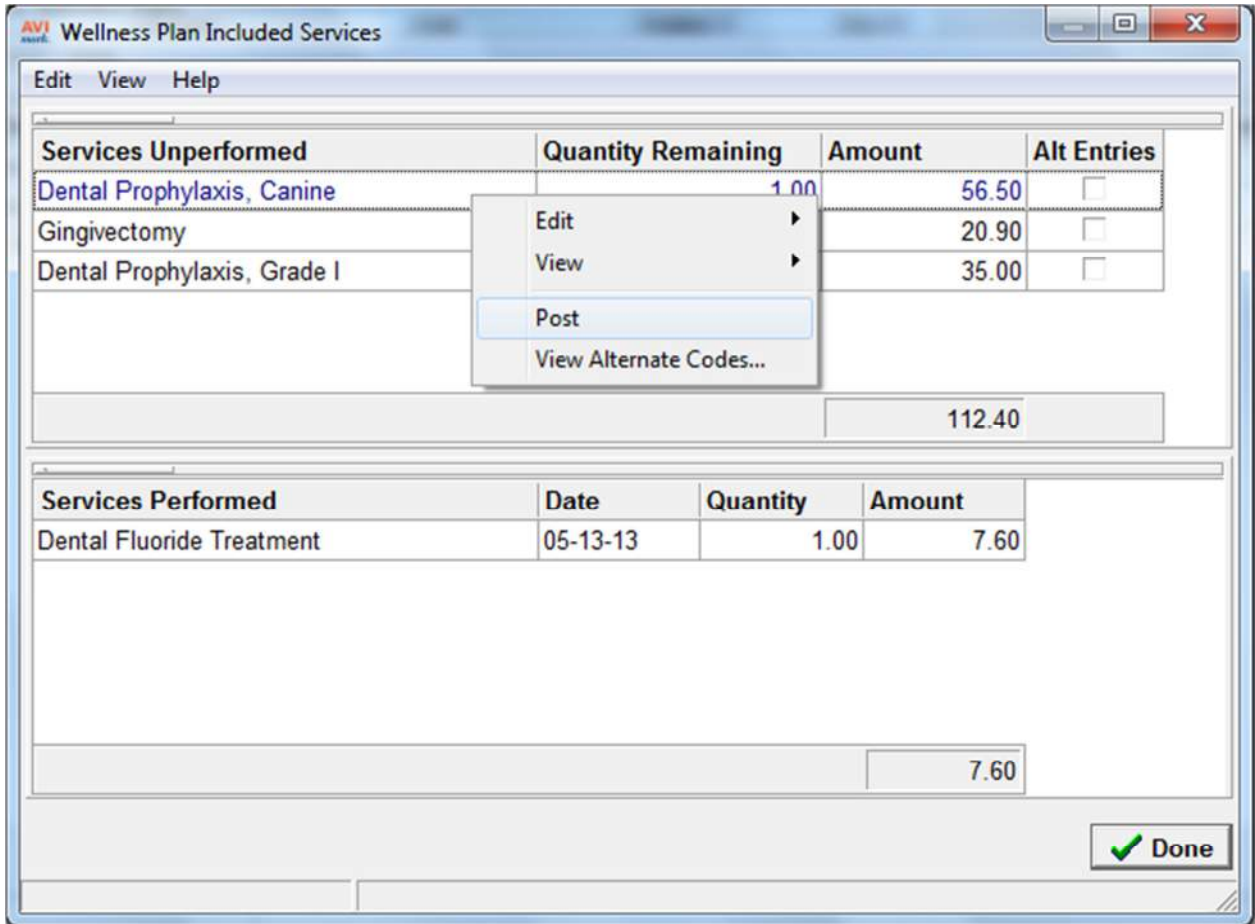 AVI mark Wellness Plan Included Services
Edit View Help
Services Unperformed Quantity Remaining Amount Alt Entries
Dental Prophylaxis, Canine 1.00 56.50
Gingivectomy 20.90
Dental Prophylaxis, Grade I 35.00
Edit
View
Post
View Alternate Codes...
112.40
Services Performed Date Quantity Amount
Dental Fluoride Treatment 05-13-13 1.00 7.60
7.60
Done